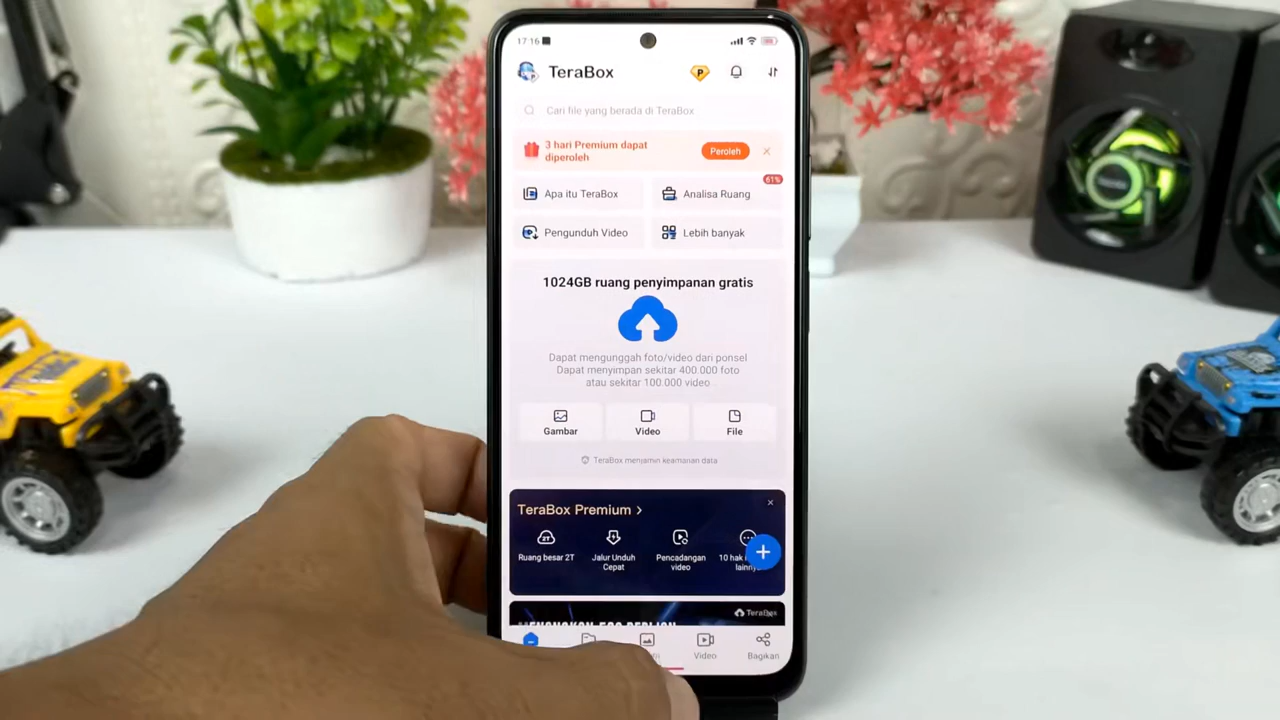 17:16
TeraBox
P
Cari file yang berada di TeraBox
3 hari Premium dapat
diperoleh
Peroleh
Apa itu TeraBox
Analisa Ruang
61%
Pengunduh Video
Lebih banyak
1024GB ruang penyimpanan gratis
Dapat mengunggah foto/video dari ponsel
Dapat menyimpan sekitar 400.000 foto
atau sekitar 100.000 video
Gambar
Video
File
TeraBox menjamin keamanan data
TeraBox Premium
2T
Ruang besar 2T
Jalur Unduh
Cepat
Pencadangan
video
10 hak
TeraBox
Video
Bagikan